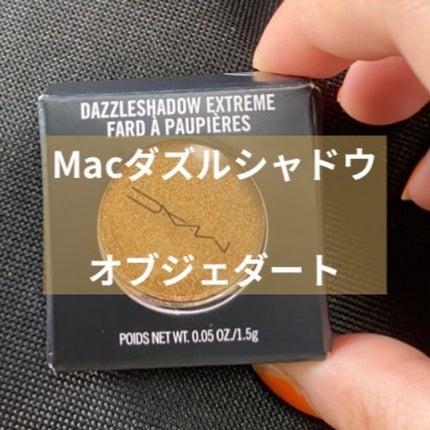 DAZZLESHADOW EXTREME
FARD À PAUPIÈRES
Macダズルシャドウ
MAC
オブジェダート
POIDS NET WT. 0.05 OZ./1.5g